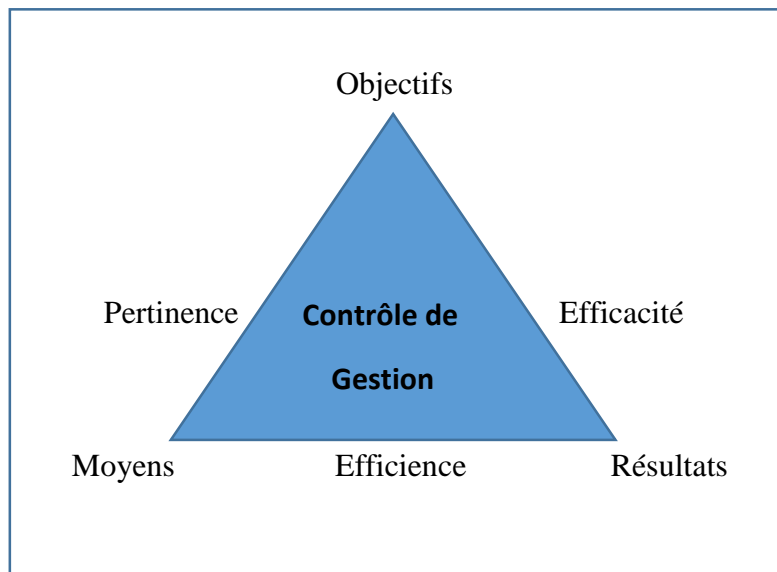 Objectifs
Pertinence
Contrôle de
Gestion
Efficacité
Moyens
Efficience
Résultats